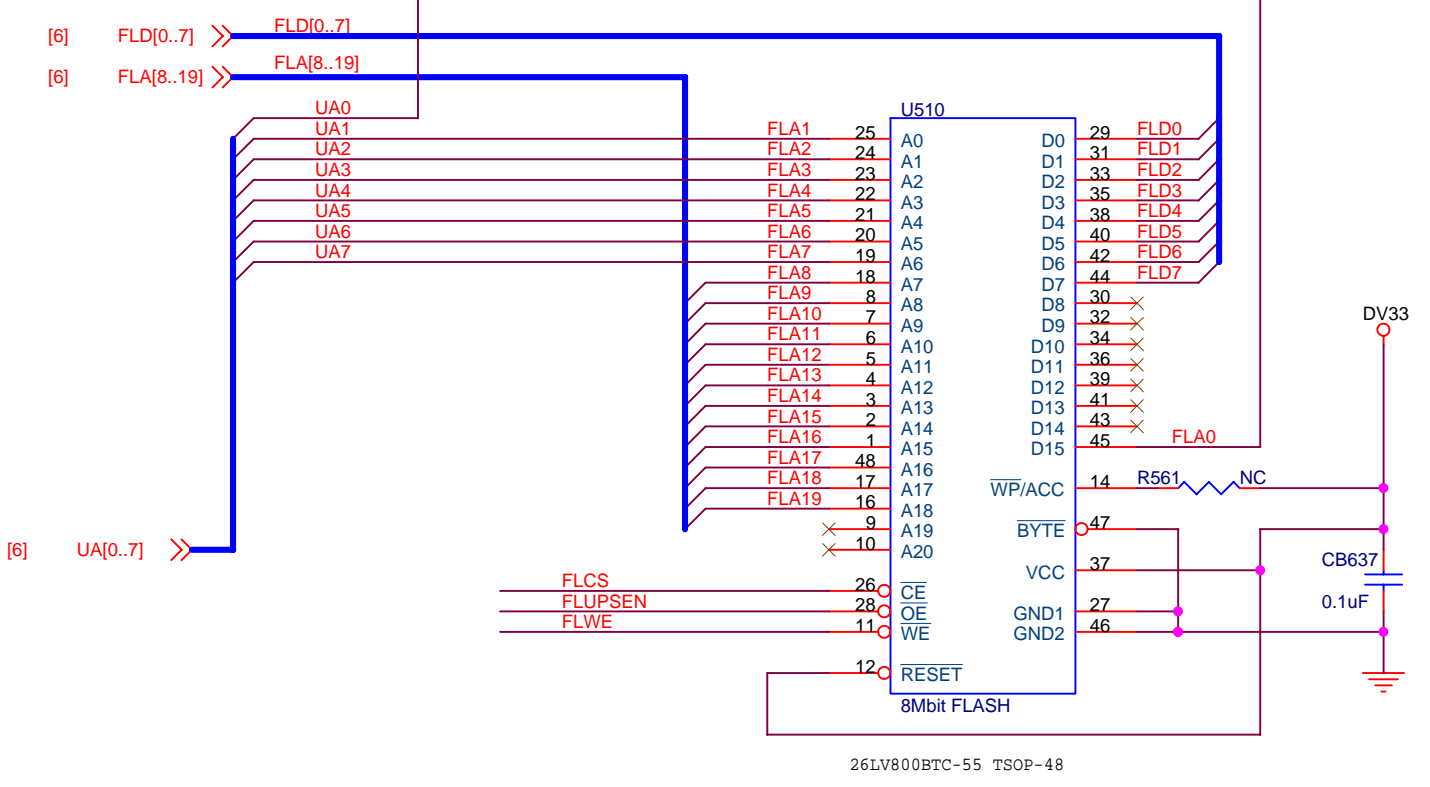 [6] FLD[0..7] FLD[0..7]
[6] FLA[8..19] FLA[8..19]
UA0
U510
UA1 FLA1 25 A0 D0 29 FLD0
UA2 FLA2 24 A1 D1 31 FLD1
UA3 FLA3 23 A2 D2 33 FLD2
UA4 FLA4 22 A3 D3 35 FLD3
UA5 FLA5 21 A4 D4 38 FLD4
UA6 FLA6 20 A5 D5 40 FLD5
UA7 FLA7 19 A6 D6 42 FLD6
FLA8 18 A7 D7 44 FLD7
FLA9 8 A8 D8 30
FLA10 7 A9 D9 32
DV33
FLA11 6 A10 D10 34
FLA12 5 A11 D11 36
FLA13 4 A12 D12 39
FLA14 3 A13 D13 41
FLA15 2 A14 D14 43
FLA16 1 A15 D15 45 FLA0
FLA17 48 A16
FLA18 17 A17 WP/ACC 14 R561 NC
FLA19 16 A18
9 A19 BYTE 47
10 A20
[6] UA[0..7]
VCC 37
CB637
FLCS 26 CE
0.1uF
FLUPSEN 28 OE GND1 27
FLWE 11 WE GND2 46
12 RESET
8Mbit FLASH
26LV800BTC-55 TSOP-48